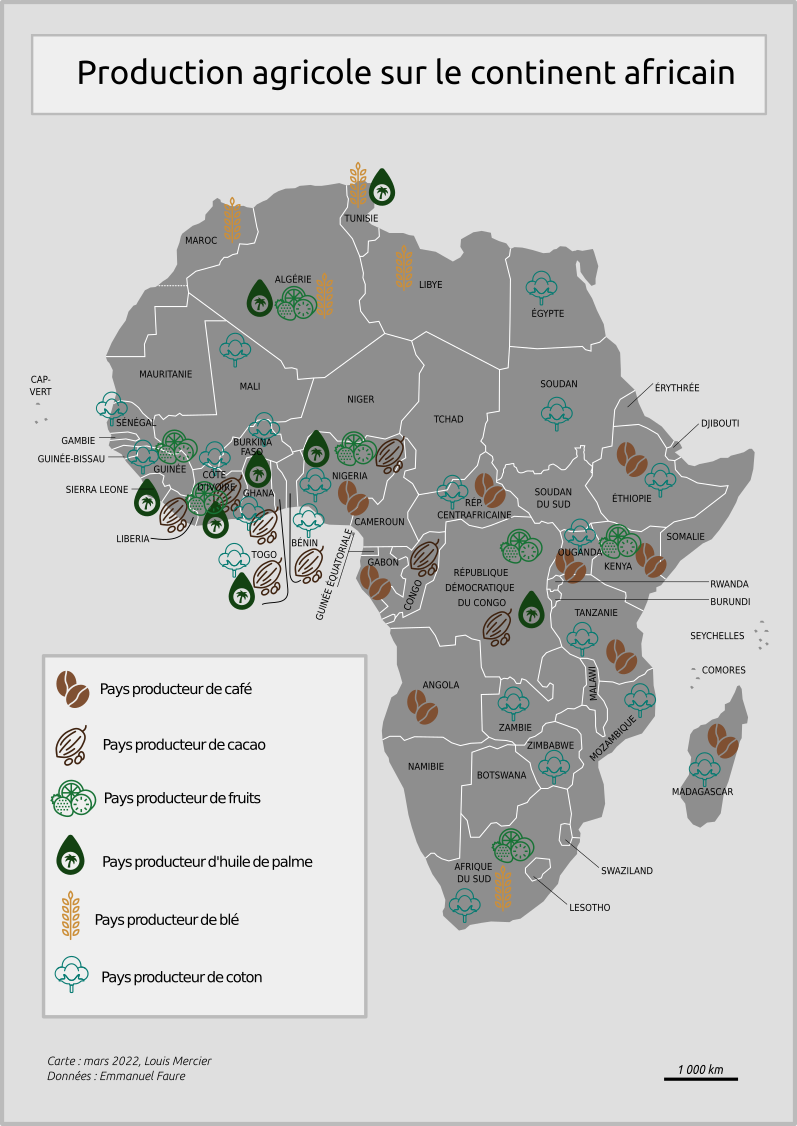 Production agricole sur le continent africain
TUNISIE
MAROC
ALGÉRIE
LIBYE
ÉGYPTE
CAP-
VERT
MAURITANIE
MALI
NIGER
TCHAD
SOUDAN
ÉRYTHRÉE
DJIBOUTI
SÉNÉGAL
GAMBIE
GUINÉE-BISSAU
GUINÉE
BURKINA
FASO
CÔTE
D'IVOIRE
GHANA
NIGERIA
SIERRA LEONE
LIBERIA
TOGO
BÉNIN
CAMEROUN
RÉP.
CENTRAFRICAINE
SOUDAN
DU SUD
ÉTHIOPIE
SOMALIE
GUINÉE ÉQUATORIALE
GABON
CONGO
RÉPUBLIQUE
DÉMOCRATIQUE
DU CONGO
OUGANDA
KENYA
RWANDA
BURUNDI
TANZANIE
SEYCHELLES
COMORES
ANGOLA
ZAMBIE
MALAWI
MOZAMBIQUE
ZIMBABWE
NAMIBIE
BOTSWANA
MADAGASCAR
AFRIQUE
DU SUD
SWAZILAND
LESOTHO
Pays producteur de café
Pays producteur de cacao
Pays producteur de fruits
Pays producteur d'huile de palme
Pays producteur de blé
Pays producteur de coton
Carte : mars 2022, Louis Mercier
Données : Emmanuel Faure
1 000 km